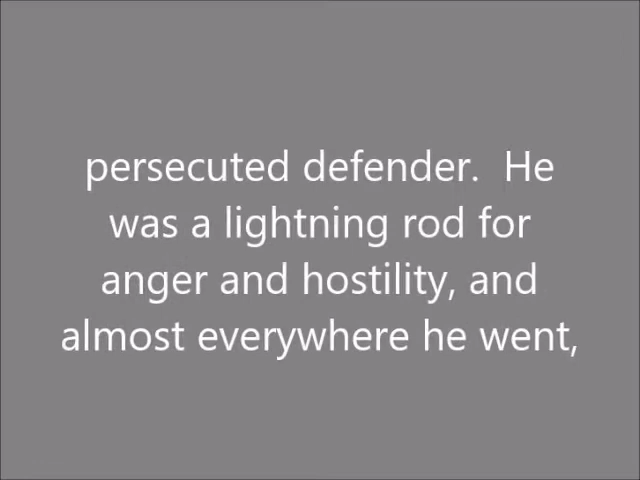 persecuted defender.  He
was a lightning rod for
anger and hostility, and
almost everywhere he went,